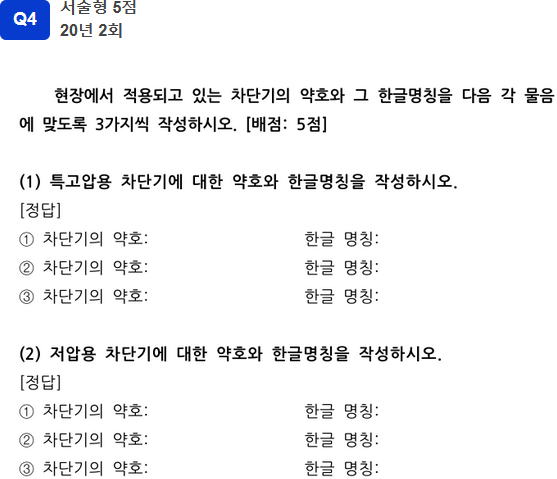 Q4
서술형 5점
20년 2회
현장에서 적용되고 있는 차단기의 약호와 그 한글명칭을 다음 각 물음
에 맞도록 3가지씩 작성하시오. [배점: 5점]
(1) 특고압용 차단기에 대한 약호와 한글명칭을 작성하시오.
[정답]
① 차단기의 약호: 한글 명칭:
② 차단기의 약호: 한글 명칭:
③ 차단기의 약호: 한글 명칭:
(2) 저압용 차단기에 대한 약호와 한글명칭을 작성하시오.
[정답]
① 차단기의 약호: 한글 명칭:
② 차단기의 약호: 한글 명칭:
③ 차단기의 약호: 한글 명칭: